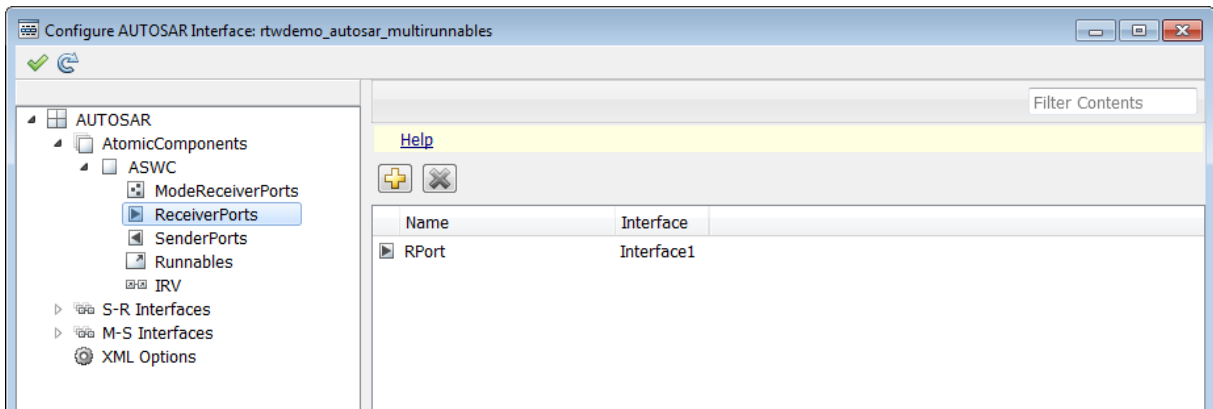 Configure AUTOSAR Interface: rtwdemo_autosar_multirunnables
Filter Contents
AUTOSAR
AtomicComponents
ASWC
ModeReceiverPorts
ReceiverPorts
SenderPorts
Runnables
IRV
S-R Interfaces
M-S Interfaces
XML Options
Help
Name Interface
RPort Interface1